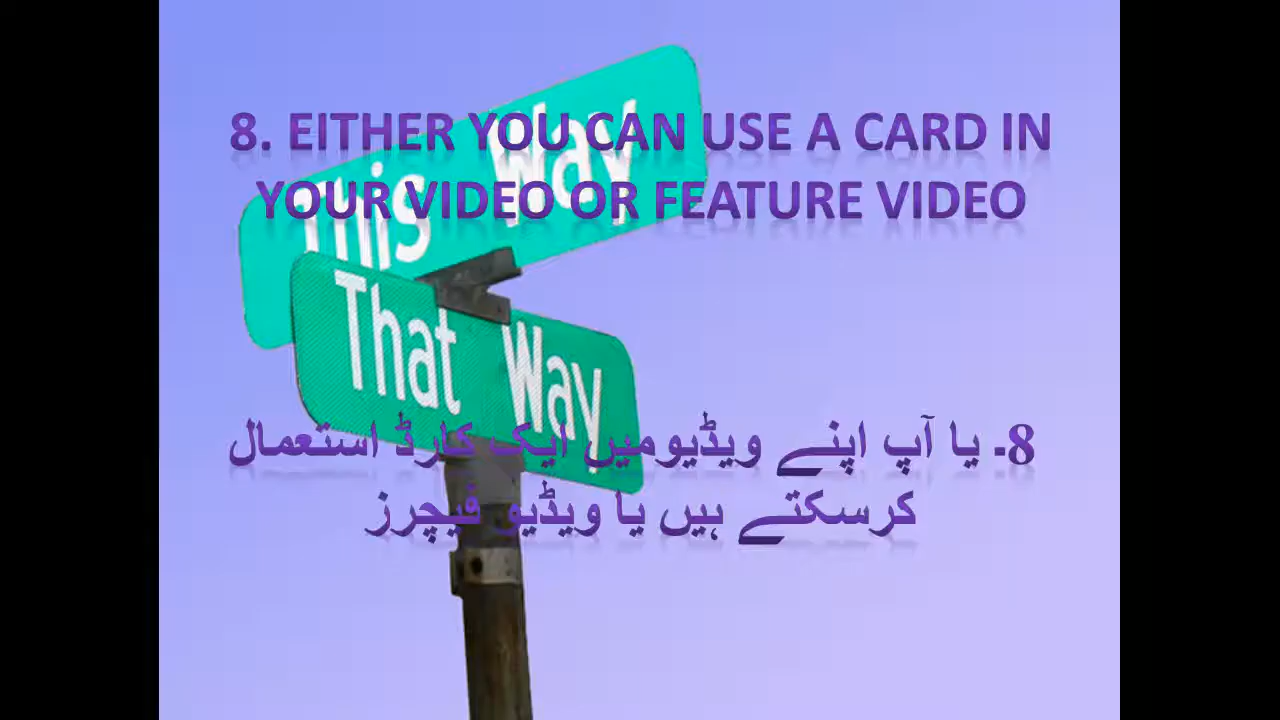 8. EITHER YOU CAN USE A CARD IN
YOUR VIDEO OR FEATURE VIDEO
This Way
That Way
8۔ یا آپ اپنے ویڈیومیں ایک کارڈ استعمال
کرسکتے ہیں یا ویڈیو فیچرز